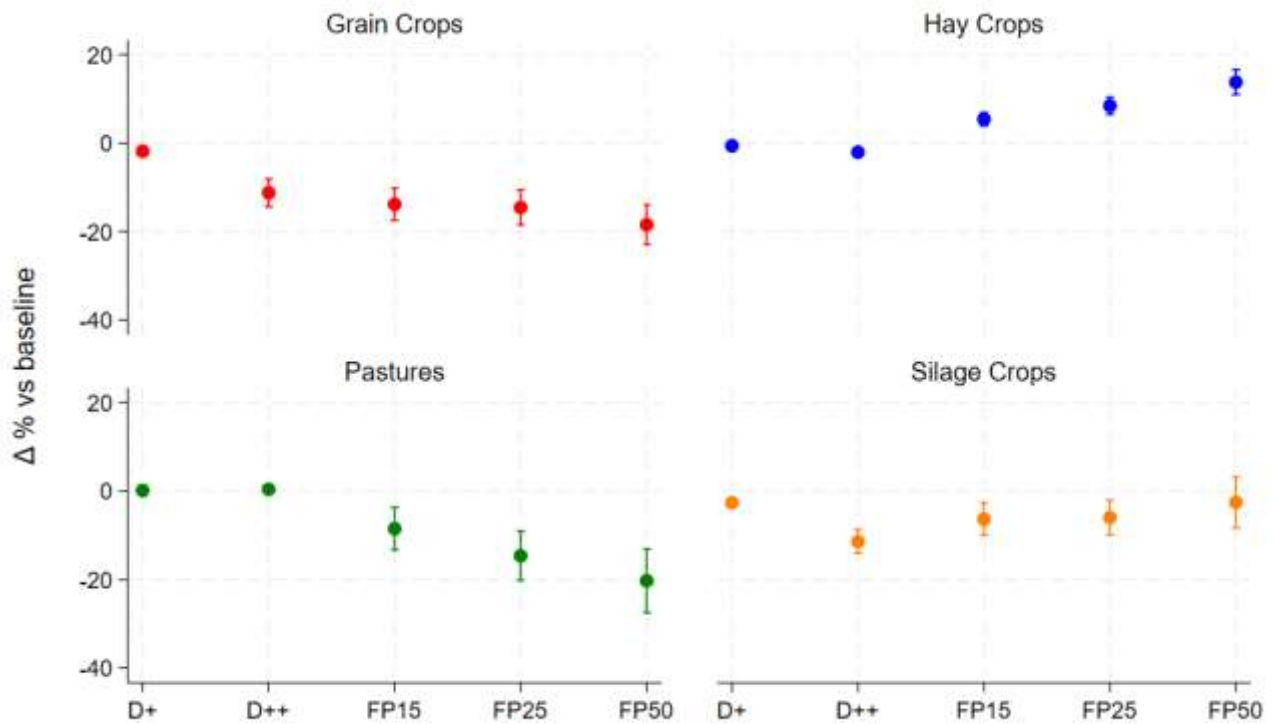 Grain Crops
Hay Crops
20
0
-20
-40
Δ % vs baseline
Pastures
Silage Crops
20
0
-20
-40
D+ D++ FP15 FP25 FP50
D+ D++ FP15 FP25 FP50